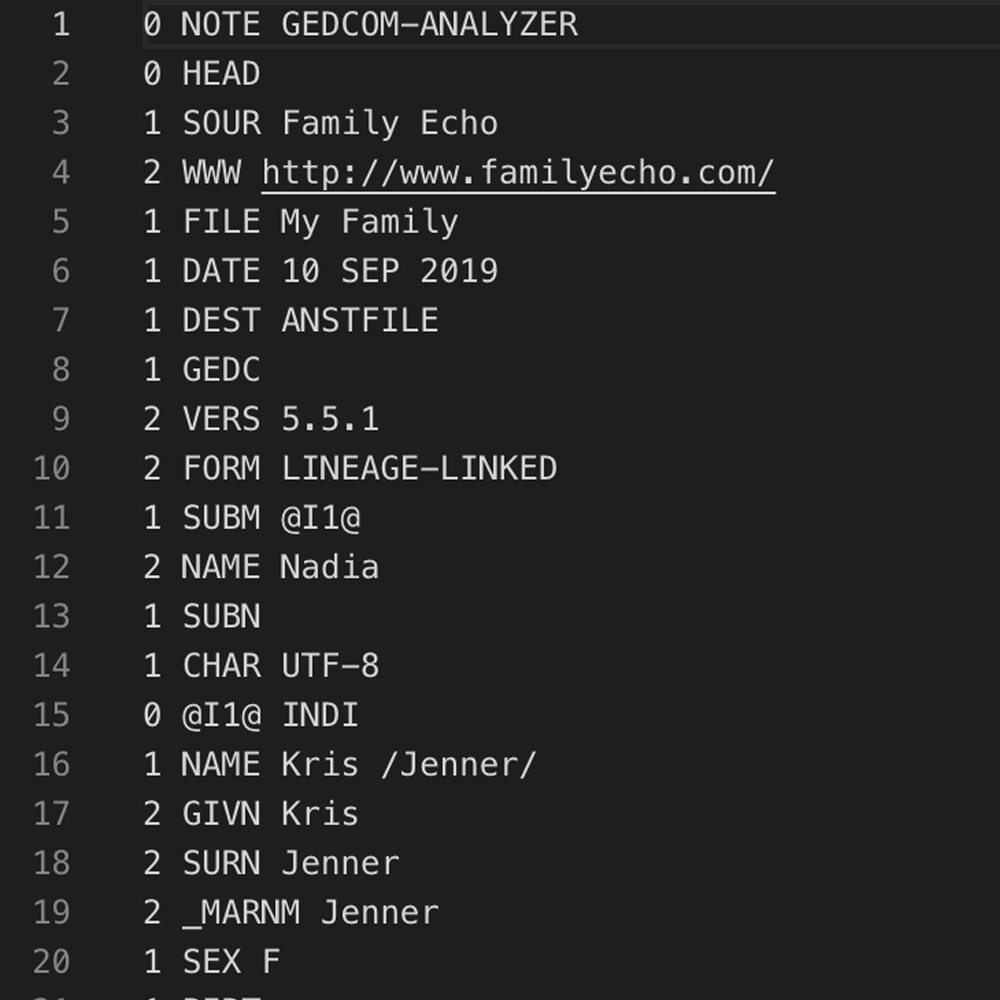 1 0 NOTE GEDCOM-ANALYZER
2 0 HEAD
3 1 SOUR Family Echo
4 2 WWW http://www.familyecho.com/
5 1 FILE My Family
6 1 DATE 10 SEP 2019
7 1 DEST ANSTFILE
8 1 GEDC
9 2 VERS 5.5.1
10 2 FORM LINEAGE-LINKED
11 1 SUBM @I1@
12 2 NAME Nadia
13 1 SUBN
14 1 CHAR UTF-8
15 0 @I1@ INDI
16 1 NAME Kris /Jenner/
17 2 GIVN Kris
18 2 SURN Jenner
19 2 _MARNM Jenner
20 1 SEX F